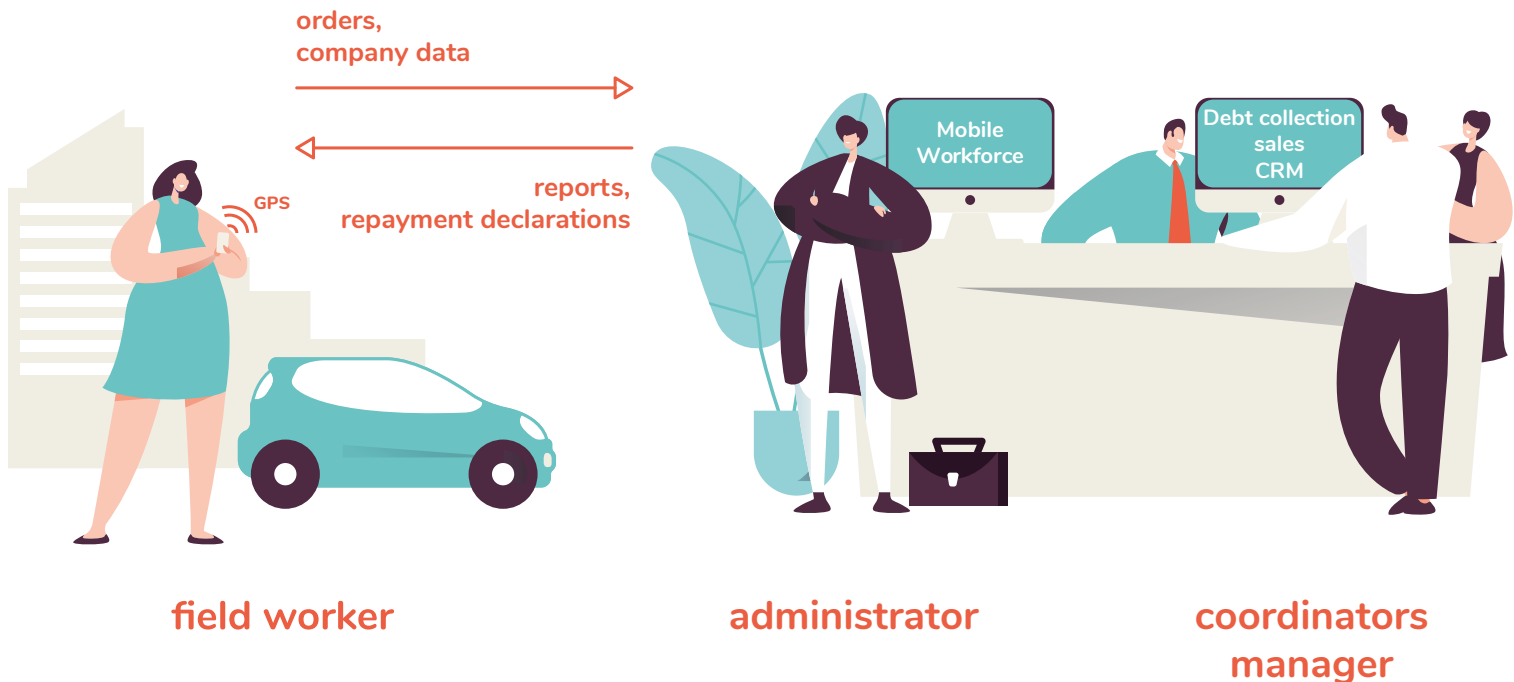 orders,
company data
reports,
repayment declarations
GPS
Mobile
Workforce
Debt collection
sales
CRM
field worker
administrator
coordinators
manager